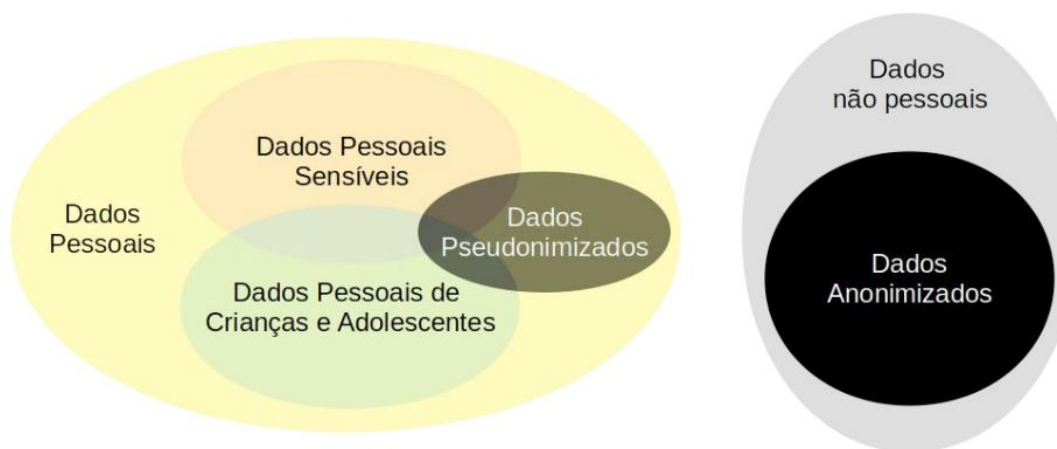 Dados
Pessoais
Dados Pessoais
Sensíveis
Dados
Pseudonimizados
Dados Pessoais de
Crianças e Adolescentes
Dados
não pessoais
Dados
Anonimizados